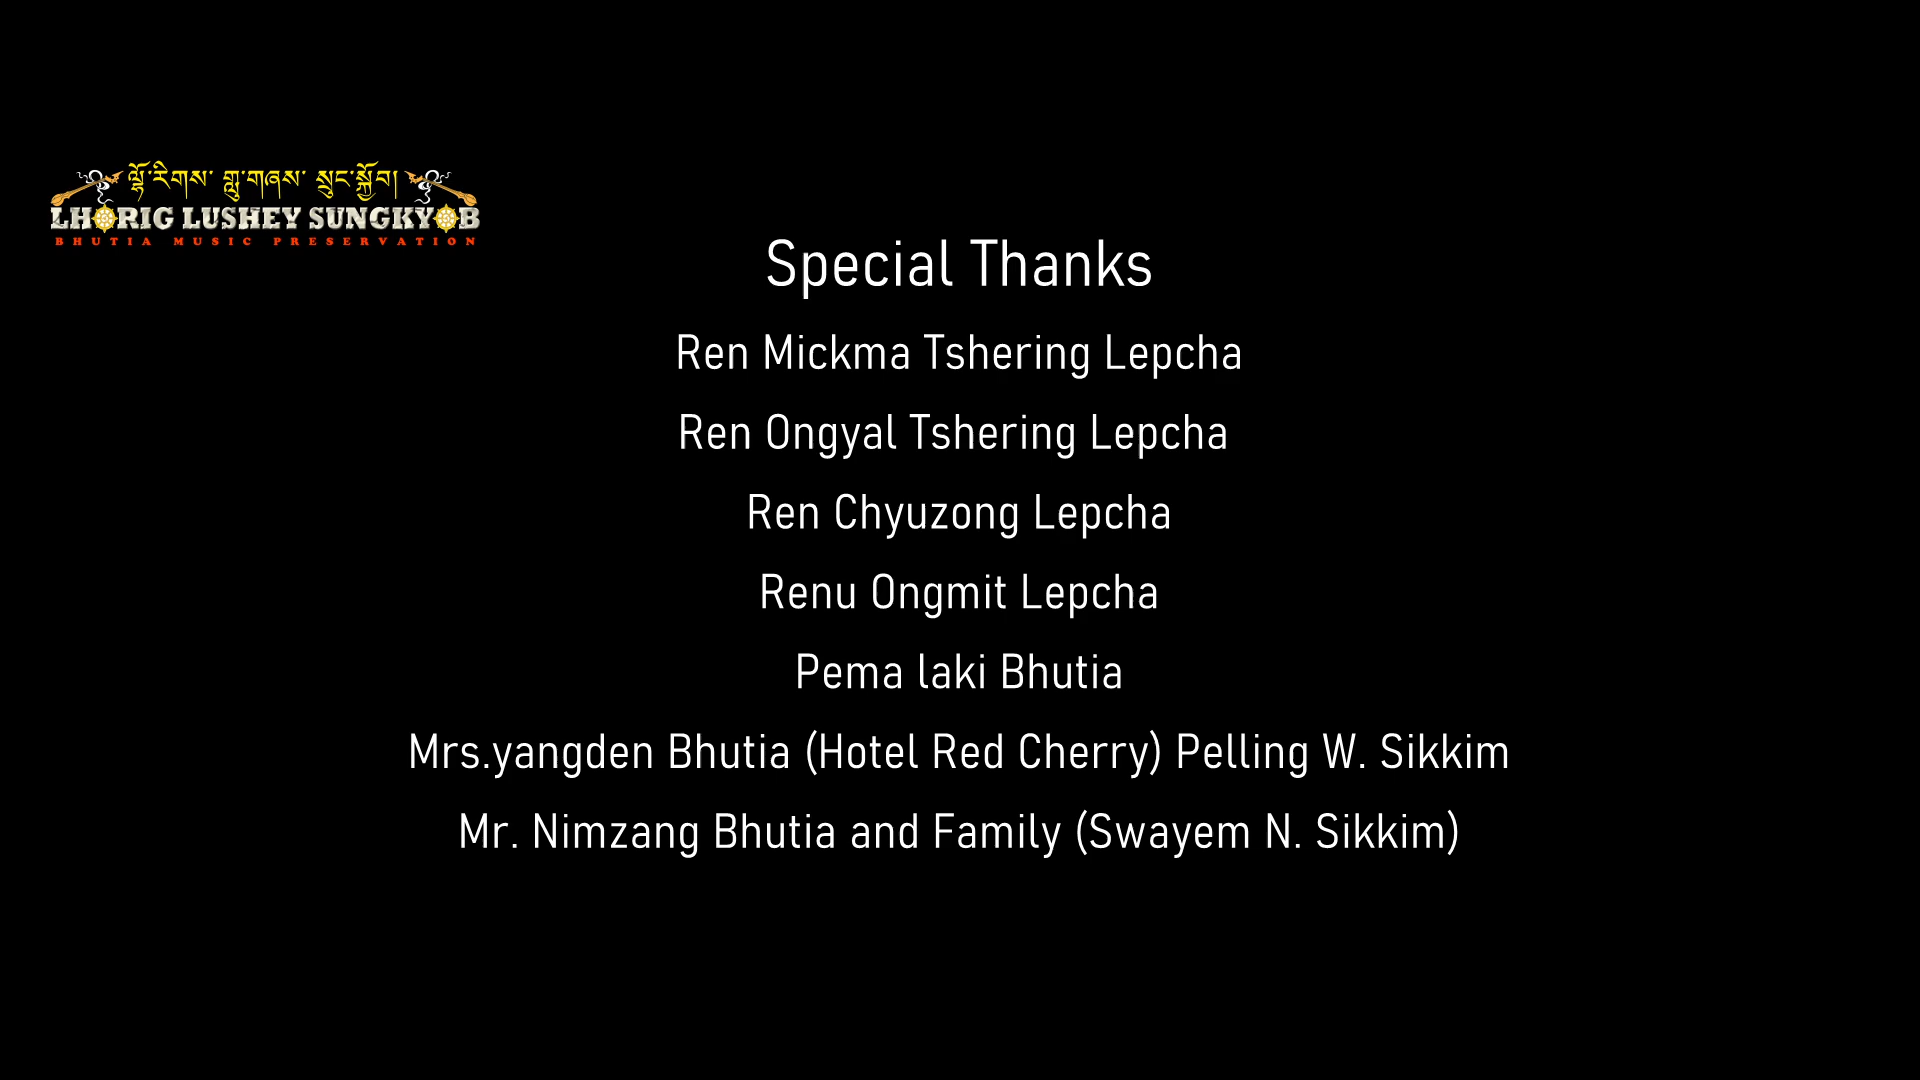 ལྷོ་རིགས་ གླུ་གཞས་ སྲུང་སྐྱོབ།
LHORIG LUSHEY SUNGKYOB
BHUTIA MUSIC PRESERVATION
Special Thanks
Ren Mickma Tshering Lepcha
Ren Ongyal Tshering Lepcha
Ren Chyuzong Lepcha
Renu Ongmit Lepcha
Pema laki Bhutia
Mrs.yangden Bhutia (Hotel Red Cherry) Pelling W. Sikkim
Mr. Nimzang Bhutia and Family (Swayem N. Sikkim)